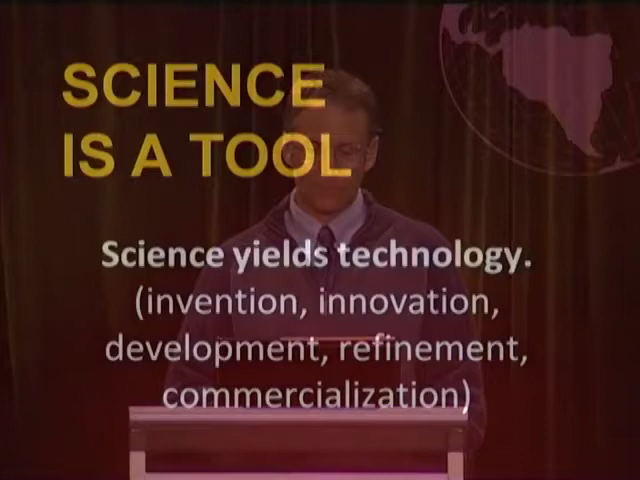 SCIENCE
IS A TOOL
Science yields technology.
(invention, innovation,
development, refinement,
commercialization)